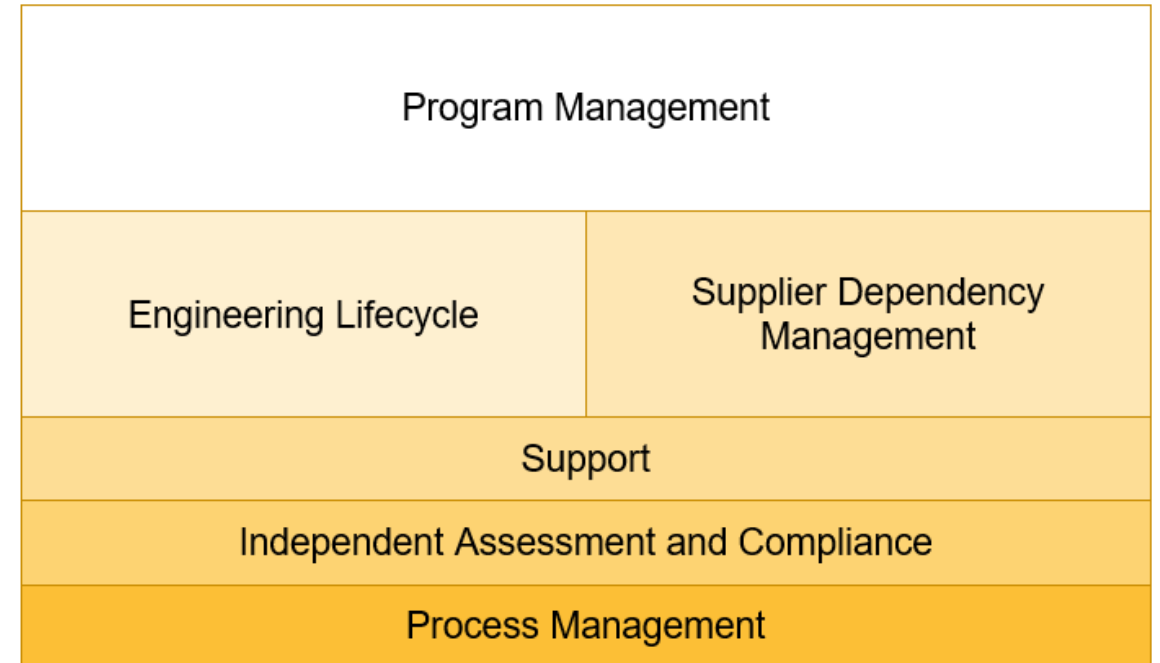 Program Management
Engineering Lifecycle
Supplier Dependency
Management
Support
Independent Assessment and Compliance
Process Management